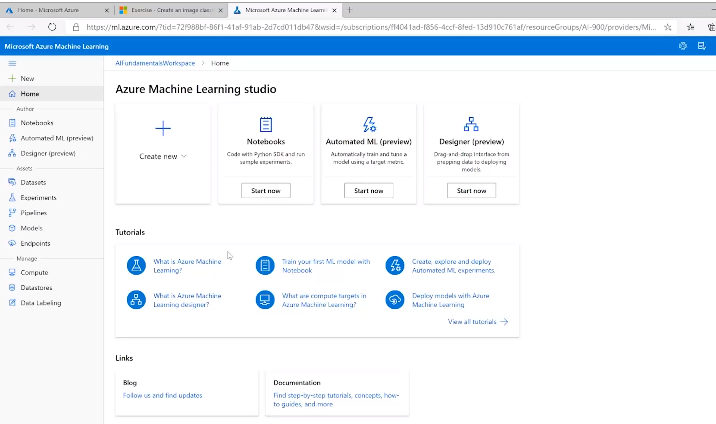 Home - Microsoft Azure
Exercise - Create an image class
Microsoft Azure Machine Learnin
https://ml.azure.com/?tid=72f988bf-86f1-41af-91ab-2d7cd011db47&wsid=/subscriptions/ff4041ad-f856-4ccf-8fed-13d910c761af/resourceGroups/AI-900/providers/Mi...
Microsoft Azure Machine Learning
New
Home
Author
Notebooks
Automated ML (preview)
Designer (preview)
Assets
Datasets
Experiments
Pipelines
Models
Endpoints
Manage
Compute
Datastores
Data Labeling
AIFundamentalsWorkspace > Home
Azure Machine Learning studio
Create new
Notebooks
Code with Python SDK and run
sample experiments.
Start now
Automated ML (preview)
Automatically train and tune a
model using a target metric.
Start now
Designer (preview)
Drag-and-drop interface from
prepping data to deploying
models.
Start now
Tutorials
What is Azure Machine
Learning?
Train your first ML model with
Notebook
Create, explore and deploy
Automated ML experiments.
What is Azure Machine
Learning designer?
What are compute targets in
Azure Machine Learning?
Deploy models with Azure
Machine Learning
View all tutorials
Links
Blog
Follow us and find updates
Documentation
Find step-by-step tutorials, concepts, how-
to guides, and more